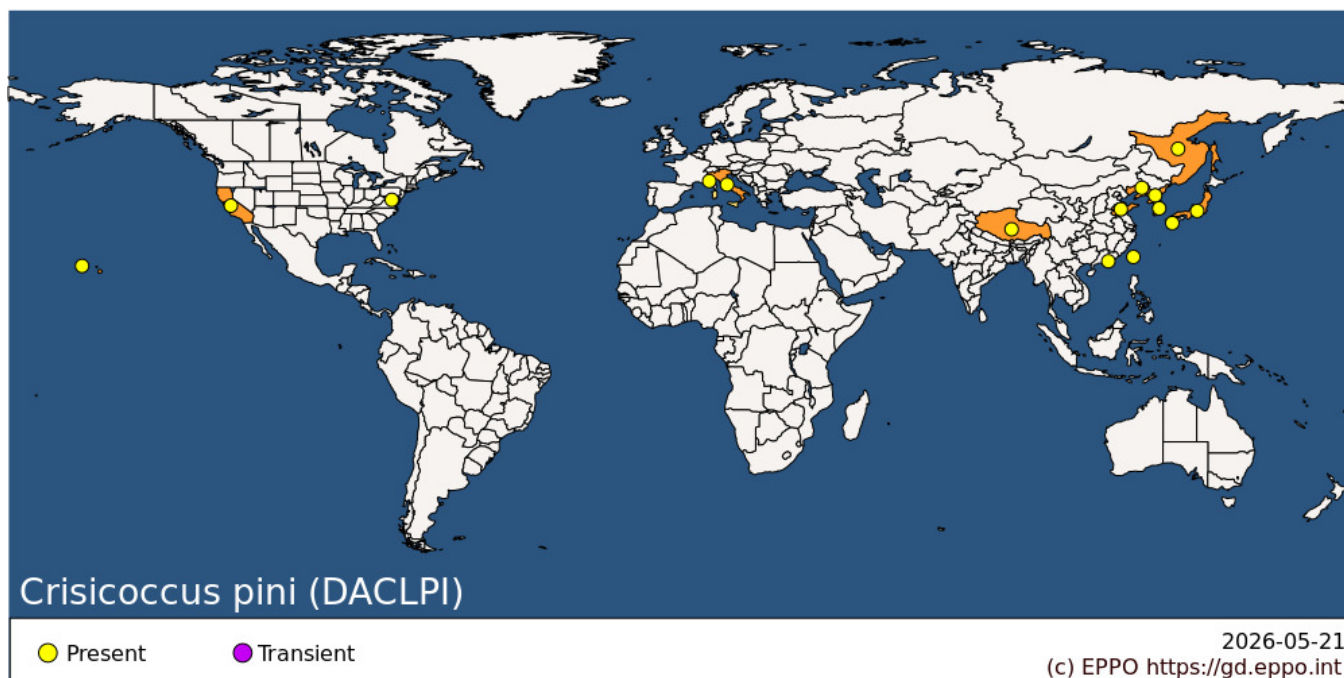 Crisicoccus pini (DACLPI)
Present
Transient
2026-05-21
(c) EPPO https://gd.eppo.int